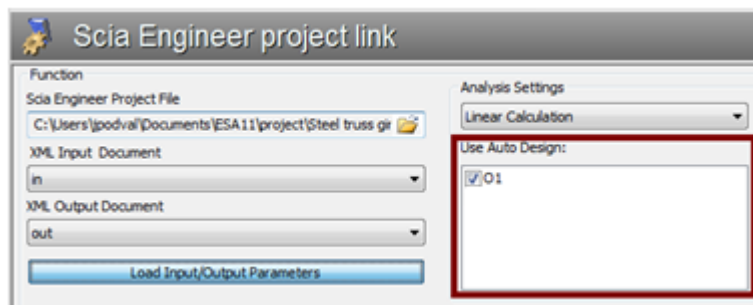 Scia Engineer project link
Function
Scia Engineer Project File
C:\Users\jpodval\Documents\ESA11\project\Steel truss gir
XML Input Document
in
XML Output Document
out
Load Input/Output Parameters
Analysis Settings
Linear Calculation
Use Auto Design:
O1